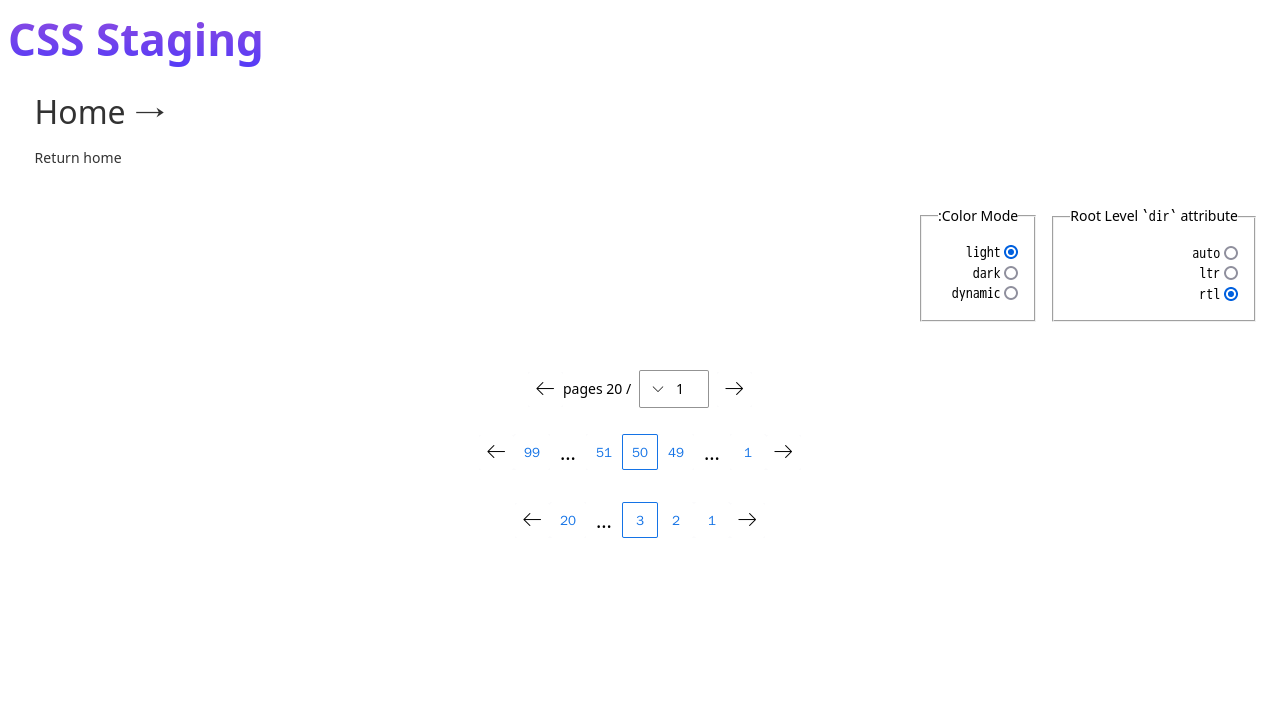 CSS Staging
Home →
Return home
Root Level `dir` attribute
auto
ltr
rtl
:Color Mode
light
dark
dynamic
pages 20 / 1
99 ... 51 50 49 ... 1
20 ... 3 2 1